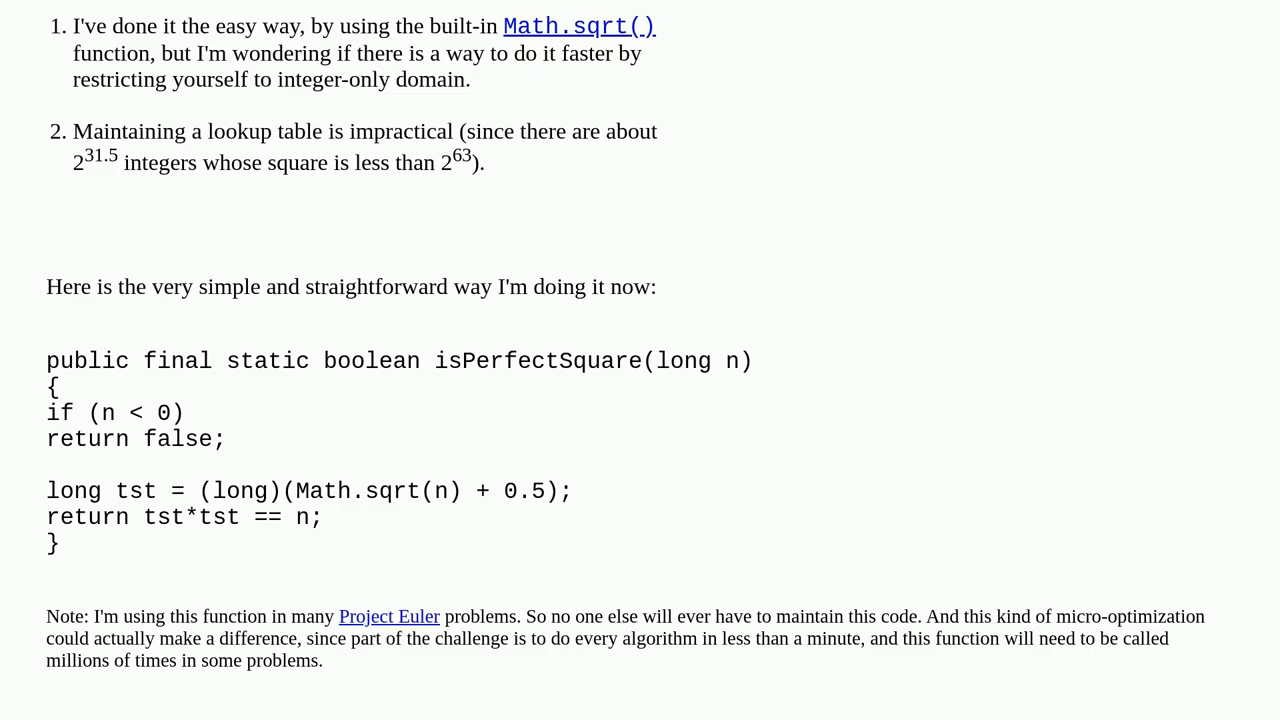 1. I've done it the easy way, by using the built-in Math.sqrt()
function, but I'm wondering if there is a way to do it faster by
restricting yourself to integer-only domain.
2. Maintaining a lookup table is impractical (since there are about
2^31.5 integers whose square is less than 2^63).
Here is the very simple and straightforward way I'm doing it now:
public final static boolean isPerfectSquare(long n)
{
if (n < 0)
return false;
long tst = (long)(Math.sqrt(n) + 0.5);
return tst*tst == n;
}
Note: I'm using this function in many Project Euler problems. So no one else will ever have to maintain this code. And this kind of micro-optimization
could actually make a difference, since part of the challenge is to do every algorithm in less than a minute, and this function will need to be called
millions of times in some problems.